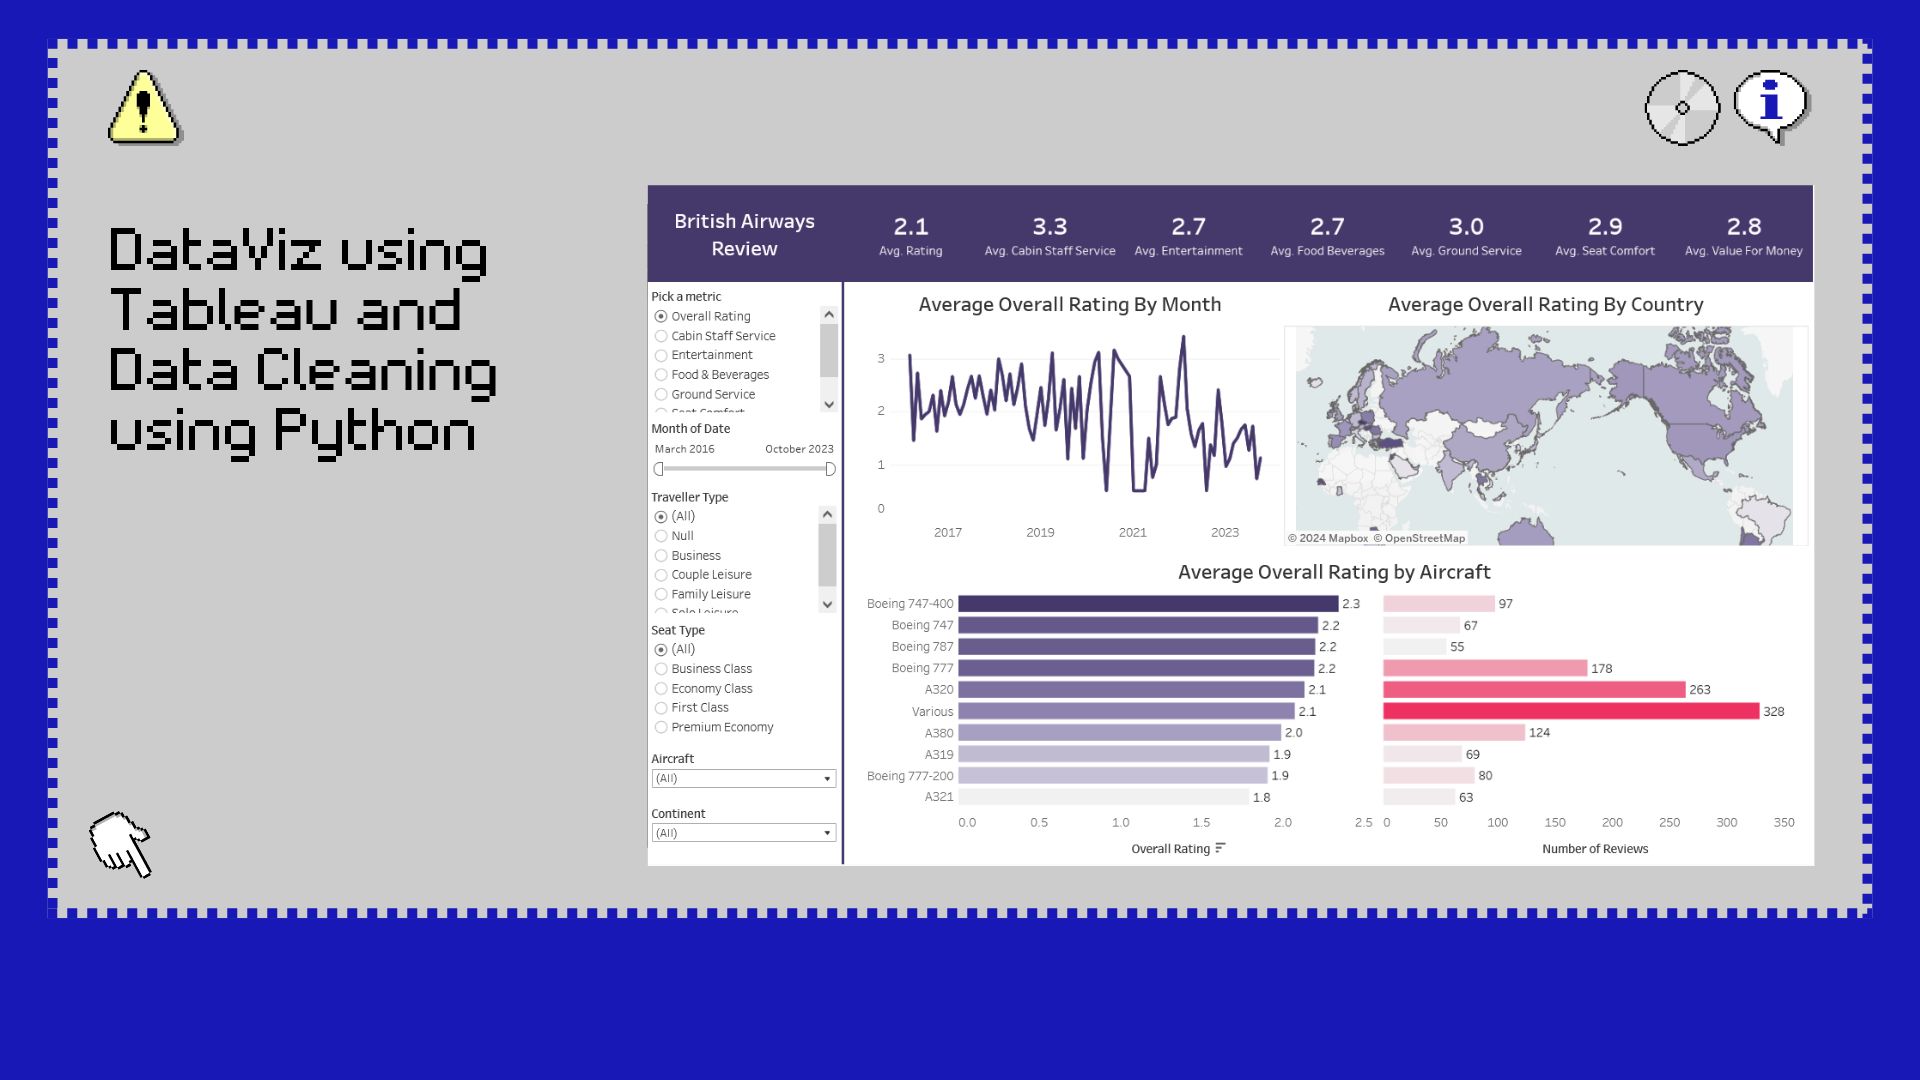 DataViz using
Tableau and
Data Cleaning
using Python
British Airways
Review
2.1
Avg. Rating
3.3
Avg. Cabin Staff Service
2.7
Avg. Entertainment
2.7
Avg. Food Beverages
3.0
Avg. Ground Service
2.9
Avg. Seat Comfort
2.8
Avg. Value For Money
Pick a metric
Overall Rating
Cabin Staff Service
Entertainment
Food & Beverages
Ground Service
Seat Comfort
Month of Date
March 2016 October 2023
Traveller Type
(All)
Null
Business
Couple Leisure
Family Leisure
Solo Leisure
Seat Type
(All)
Business Class
Economy Class
First Class
Premium Economy
Aircraft
(All)
Continent
(All)
Average Overall Rating By Month
3
2
1
0
2017 2019 2021 2023
Average Overall Rating By Country
© 2024 Mapbox © OpenStreetMap
Average Overall Rating by Aircraft
Boeing 747-400 2.3 97
Boeing 747 2.2 67
Boeing 787 2.2 55
Boeing 777 2.2 178
A320 2.1 263
Various 2.1 328
A380 2.0 124
A319 1.9 69
Boeing 777-200 1.9 80
A321 1.8 63
0.0 0.5 1.0 1.5 2.0 2.5 0 50 100 150 200 250 300 350
Overall Rating Number of Reviews